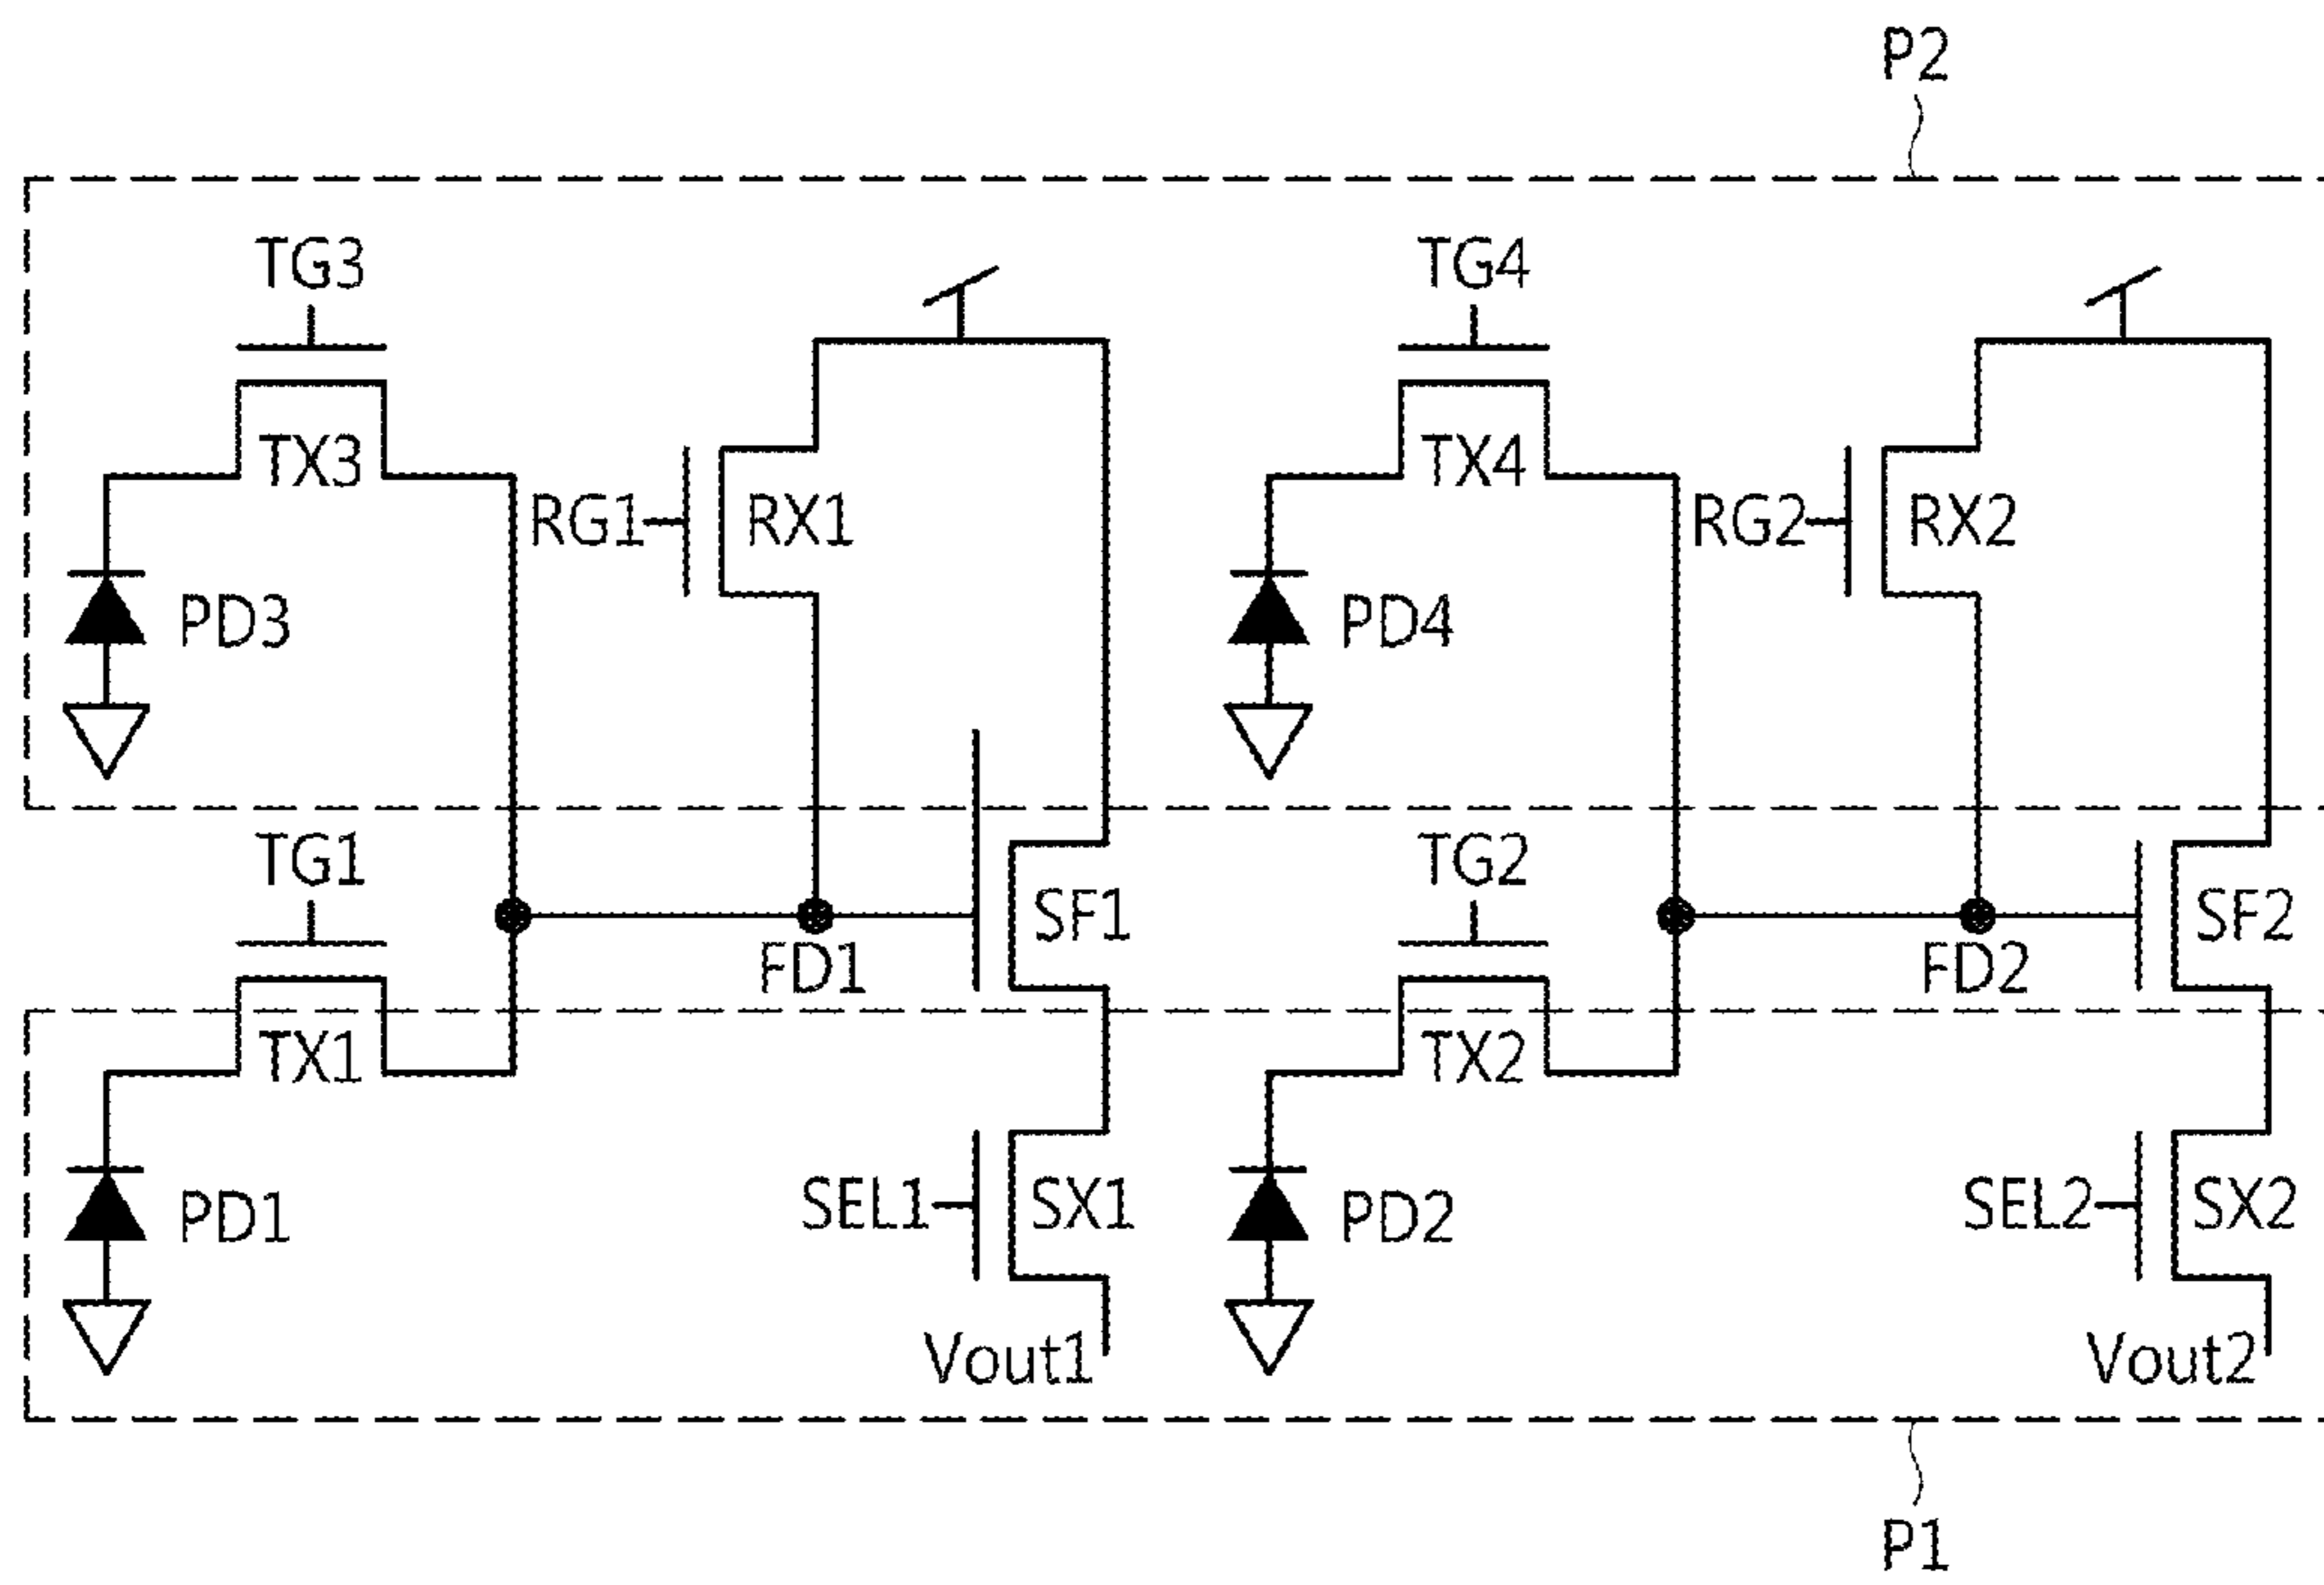 P2
TG3
TG4
TX3
TX4
RG1
RX1
RG2
RX2
PD3
PD4
TG1
TG2
SF1
SF2
FD1
FD2
TX1
TX2
PD1
SEL1
SX1
PD2
SEL2
SX2
Vout1
Vout2
P1